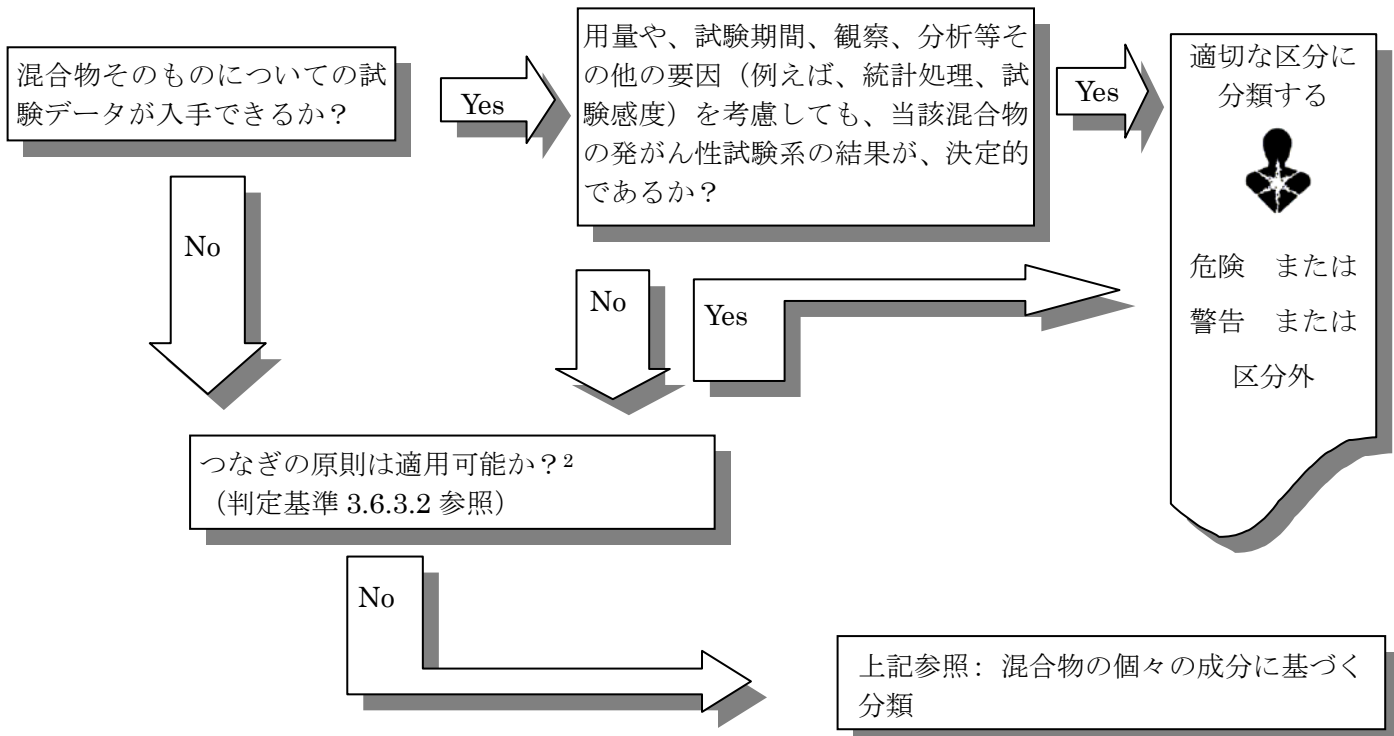 混合物そのものについての試
験データが入手できるか？
Yes
用量や、試験期間、観察、分析等そ
の他の要因（例えば、統計処理、試
験感度）を考慮しても、当該混合物
の発がん性試験系の結果が、決定的
であるか？
Yes
適切な区分に
分類する
危険　または
警告　または
区分外
No
No
Yes
つなぎの原則は適用可能か？2
（判定基準 3.6.3.2 参照）
No
上記参照：混合物の個々の成分に基づく
分類